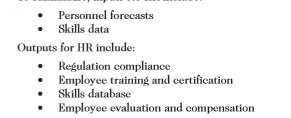 • Personnel forecasts
• Skills data
Outputs for HR include:
• Regulation compliance
• Employee training and certification
• Skills database
• Employee evaluation and compensation